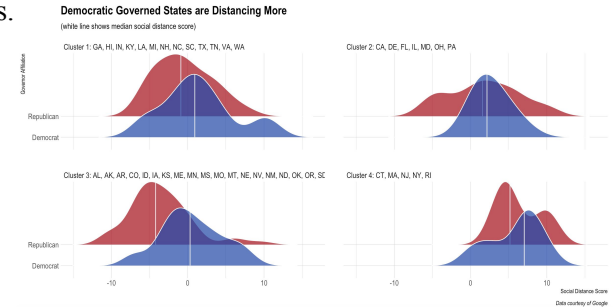 s.
Democratic Governed States are Distancing More
(white line shows median social distance score)
Governor Affiliation
Cluster 1: GA, HI, IN, KY, LA, MI, NH, NC, SC, TX, TN, VA, WA
Cluster 2: CA, DE, FL, IL, MD, OH, PA
Republican
Democrat
Cluster 3: AL, AK, AR, CO, ID, IA, KS, ME, MN, MS, MO, MT, NE, NV, NM, ND, OK, OR, SD
Cluster 4: CT, MA, NJ, NY, RI
Republican
Democrat
-10 0 10 -10 0 10
Social Distance Score
Data courtesy of Google